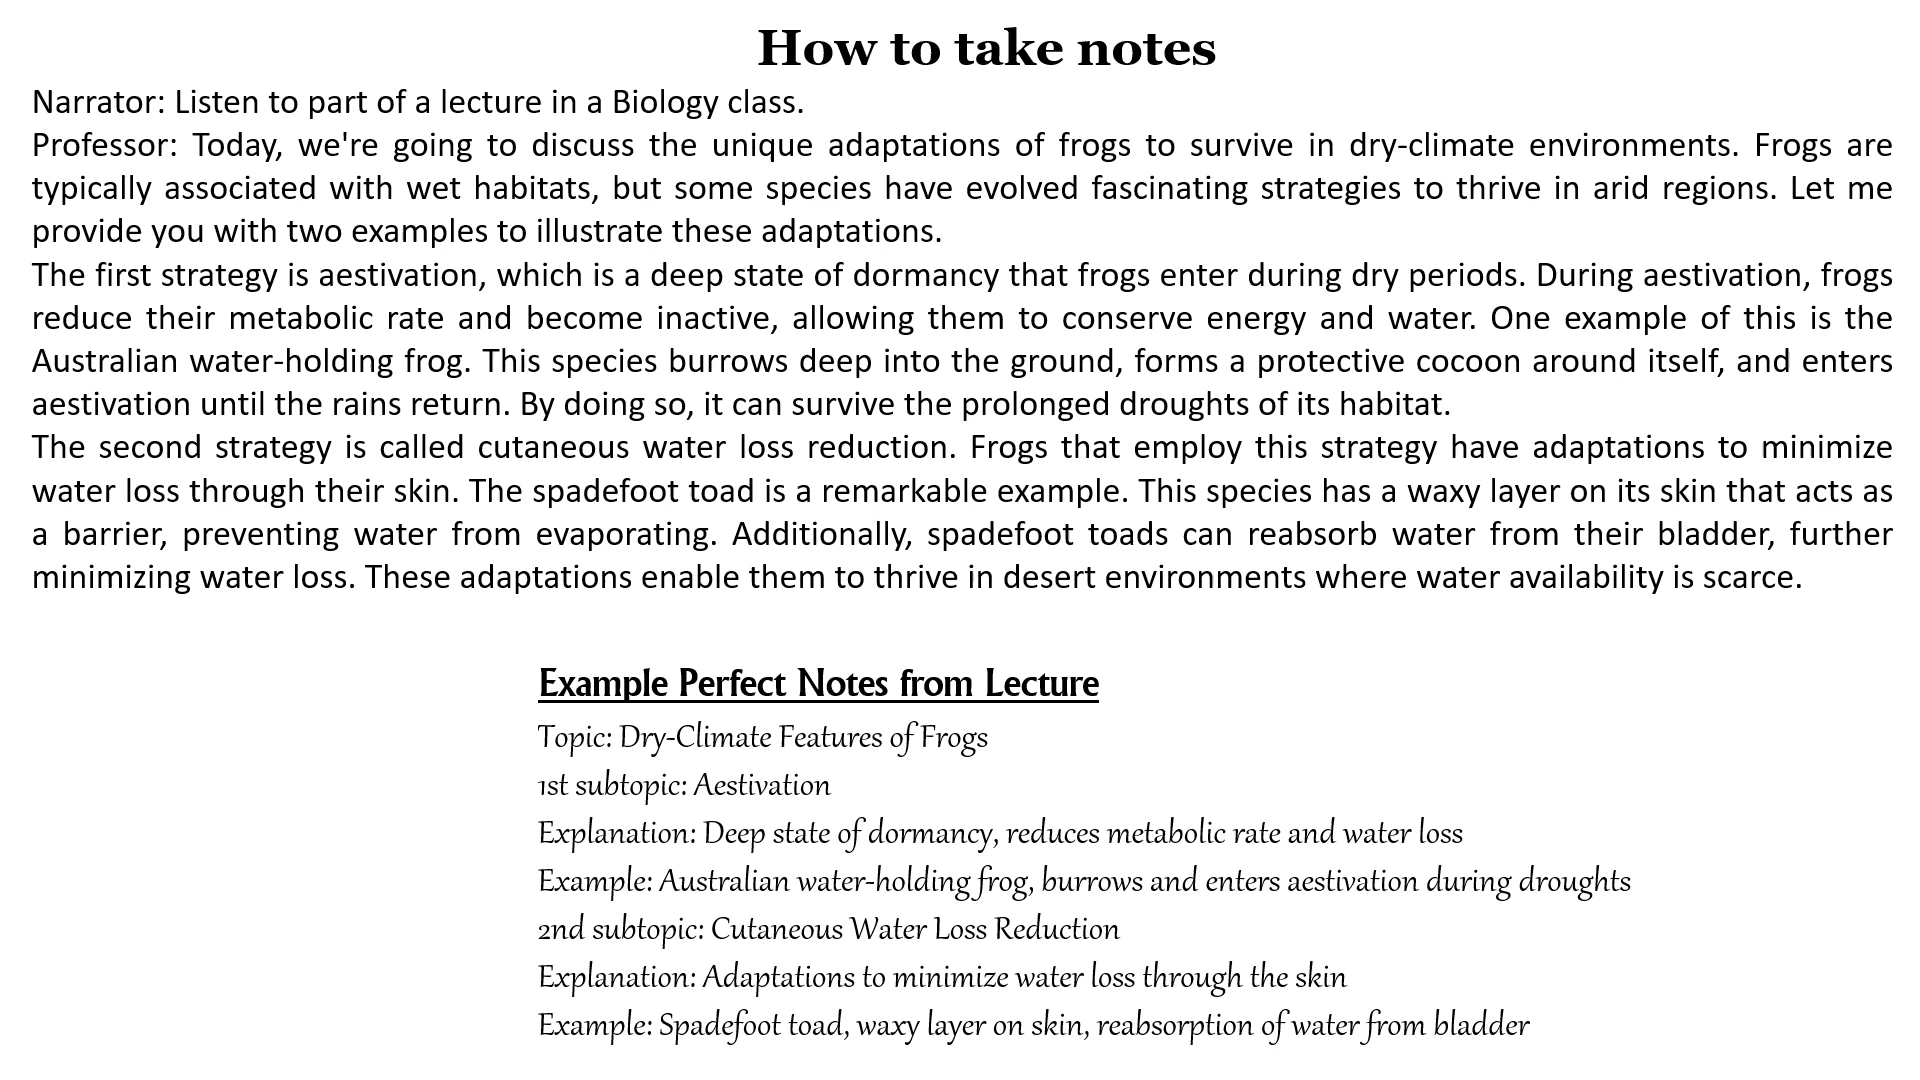 How to take notes
Narrator: Listen to part of a lecture in a Biology class.
Professor: Today, we're going to discuss the unique adaptations of frogs to survive in dry-climate environments. Frogs are
typically associated with wet habitats, but some species have evolved fascinating strategies to thrive in arid regions. Let me
provide you with two examples to illustrate these adaptations.
The first strategy is aestivation, which is a deep state of dormancy that frogs enter during dry periods. During aestivation, frogs
reduce their metabolic rate and become inactive, allowing them to conserve energy and water. One example of this is the
Australian water-holding frog. This species burrows deep into the ground, forms a protective cocoon around itself, and enters
aestivation until the rains return. By doing so, it can survive the prolonged droughts of its habitat.
The second strategy is called cutaneous water loss reduction. Frogs that employ this strategy have adaptations to minimize
water loss through their skin. The spadefoot toad is a remarkable example. This species has a waxy layer on its skin that acts as
a barrier, preventing water from evaporating. Additionally, spadefoot toads can reabsorb water from their bladder, further
minimizing water loss. These adaptations enable them to thrive in desert environments where water availability is scarce.
Example Perfect Notes from Lecture
Topic: Dry-Climate Features of Frogs
1st subtopic: Aestivation
Explanation: Deep state of dormancy, reduces metabolic rate and water loss
Example: Australian water-holding frog, burrows and enters aestivation during droughts
2nd subtopic: Cutaneous Water Loss Reduction
Explanation: Adaptations to minimize water loss through the skin
Example: Spadefoot toad, waxy layer on skin, reabsorption of water from bladder